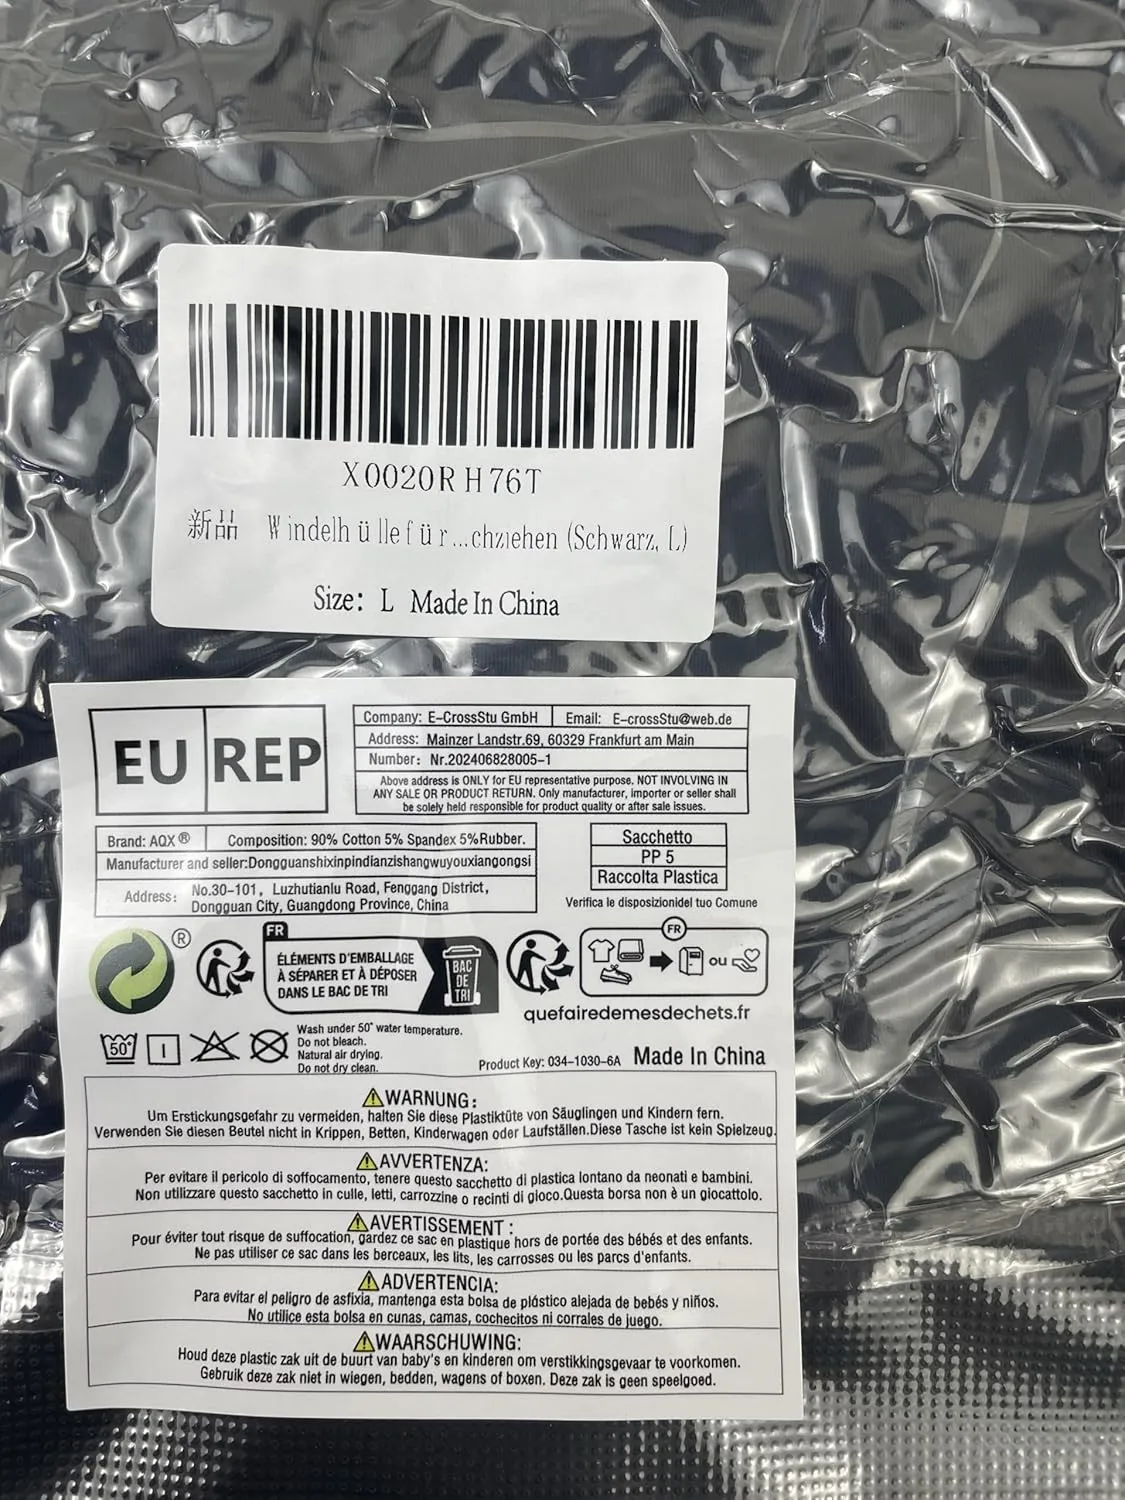 X0020RH76T
新品 Windelhülle für...chziehen (Schwarz, L)
Size: L Made In China
EU REP
Company: E-CrossStu GmbH Email: E-crossStu@web.de
Address: Mainzer Landstr.69, 60329 Frankfurt am Main
Number: Nr.202406828005-1
Above address is ONLY for EU representative purpose. NOT INVOLVING IN
ANY SALE OR PRODUCT RETURN. Only manufacturer, importer or seller shall
be solely held responsible for product quality or after sale issues.
Brand: AQX® Composition: 90% Cotton 5% Spandex 5%Rubber.
Manufacturer and seller:Dongguanshixinpindianzishangwuyouxiangongsi
Address: No.30-101, Luzhutianlu Road, Fenggang District,
Dongguan City, Guangdong Province, China
Sacchetto
PP 5
Raccolta Plastica
Verifica le disposizionidel tuo Comune
®
FR
ÉLÉMENTS D'EMBALLAGE
À SÉPARER ET À DÉPOSER
DANS LE BAC DE TRI
BAC
DE
TRI
FR
OU
quefairedemesdechets.fr
50°
Wash under 50° water temperature.
Do not bleach.
Natural air drying.
Do not dry clean.
Product Key: 034-1030-6A Made In China
WARNUNG:
Um Erstickungsgefahr zu vermeiden, halten Sie diese Plastiktüte von Säuglingen und Kindern fern.
Verwenden Sie diesen Beutel nicht in Krippen, Betten, Kinderwagen oder Laufställen.Diese Tasche ist kein Spielzeug.
AVVERTENZA:
Per evitare il pericolo di soffocamento, tenere questo sacchetto di plastica lontano da neonati e bambini.
Non utilizzare questo sacchetto in culle, letti, carrozzine o recinti di gioco.Questa borsa non è un giocattolo.
AVERTISSEMENT :
Pour éviter tout risque de suffocation, gardez ce sac en plastique hors de portée des bébés et des enfants.
Ne pas utiliser ce sac dans les berceaux, les lits, les carrosses ou les parcs d'enfants.
ADVERTENCIA:
Para evitar el peligro de asfixia, mantenga esta bolsa de plástico alejada de bebés y niños.
No utilice esta bolsa en cunas, camas, cochecitos ni corrales de juego.
WAARSCHUWING:
Houd deze plastic zak uit de buurt van baby's en kinderen om verstikkingsgevaar te voorkomen.
Gebruik deze zak niet in wiegen, bedden, wagens of boxen. Deze zak is geen speelgoed.